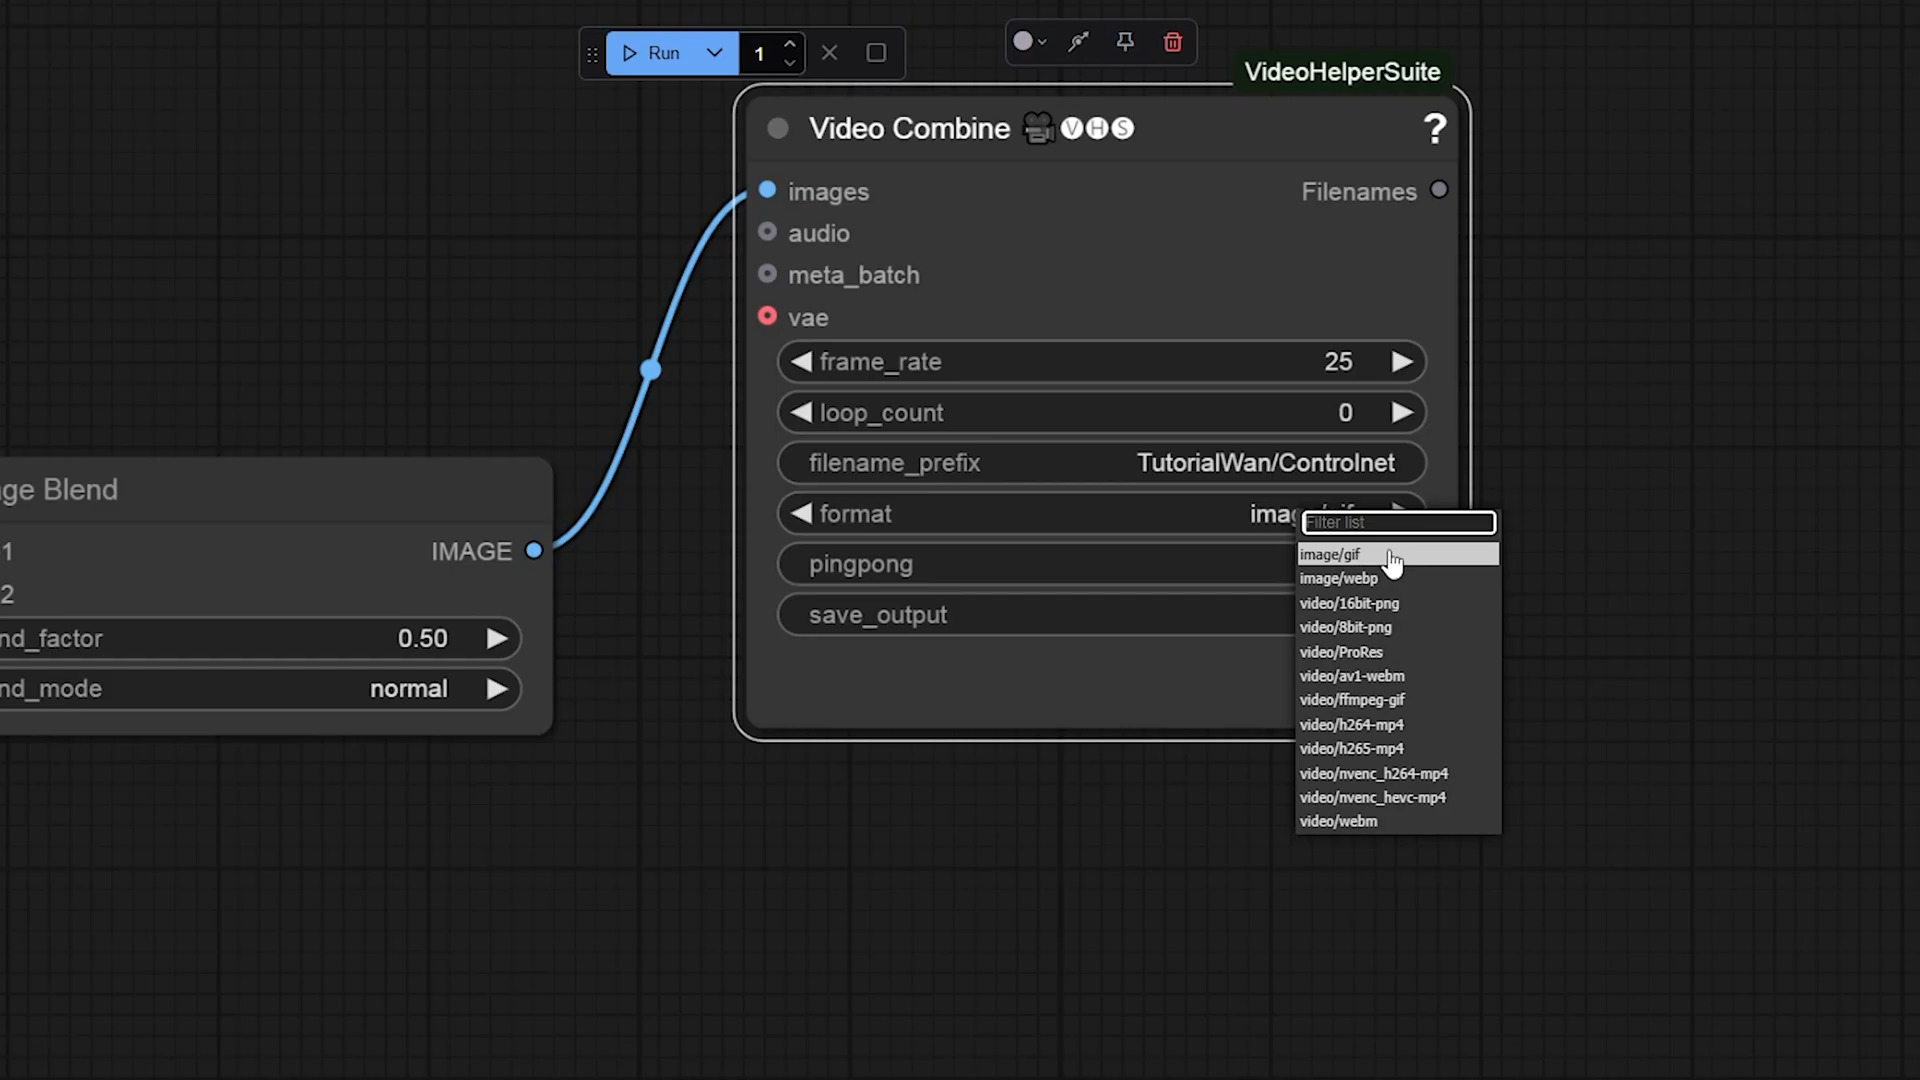 Run
1
VideoHelperSuite
Video Combine VHS
?
images
Filenames
audio
meta_batch
vae
frame_rate 25
loop_count 0
filename_prefix TutorialWan/Controlnet
format
pingpong
save_output
Filter list
image/gif
image/webp
video/16bit-png
video/8bit-png
video/ProRes
video/av1-webm
video/ffmpeg-gif
video/h264-mp4
video/h265-mp4
video/nvenc_h264-mp4
video/nvenc_hevc-mp4
video/webm
ge Blend
1
IMAGE
2
nd_factor 0.50
nd_mode normal